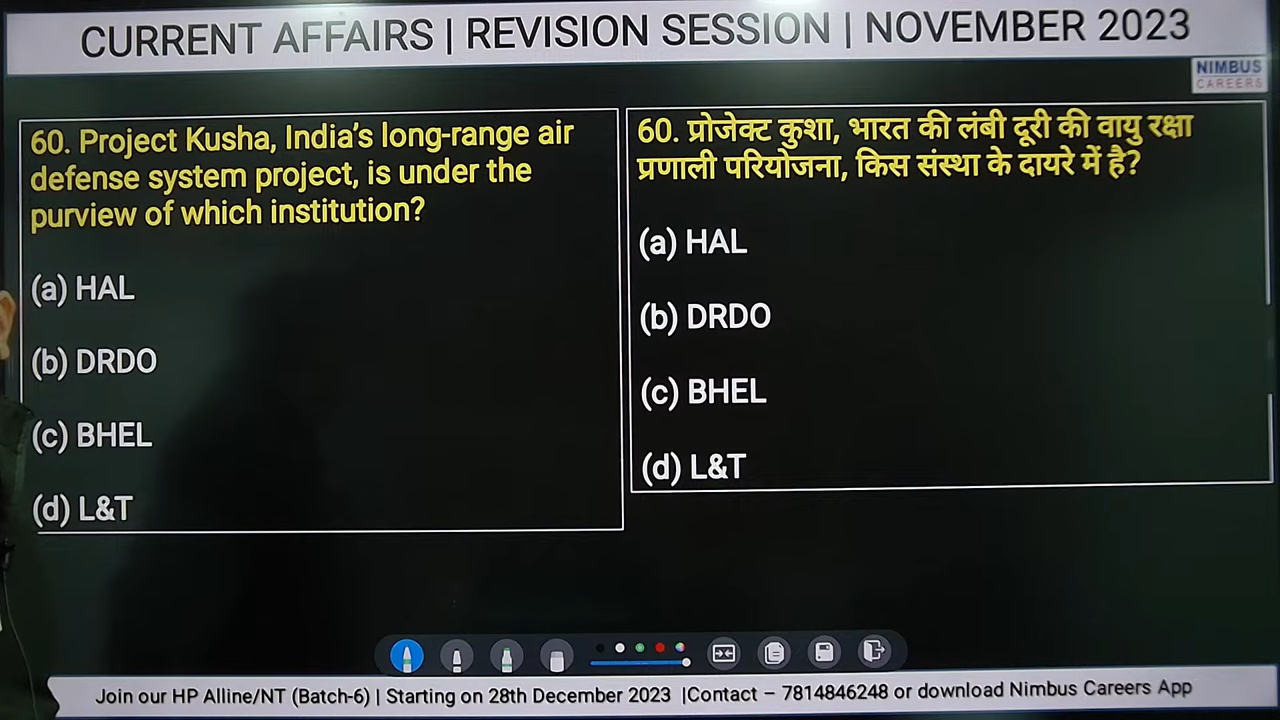 CURRENT AFFAIRS | REVISION SESSION | NOVEMBER 2023
NIMBUS
CAREERS
60. Project Kusha, India's long-range air
defense system project, is under the
purview of which institution?
(a) HAL
(b) DRDO
(c) BHEL
(d) L&T
60. प्रोजेक्ट कुशा, भारत की लंबी दूरी की वायु रक्षा
प्रणाली परियोजना, किस संस्था के दायरे में है?
(a) HAL
(b) DRDO
(c) BHEL
(d) L&T
Join our HP Alline/NT (Batch-6) | Starting on 28th December 2023 |Contact – 7814846248 or download Nimbus Careers App